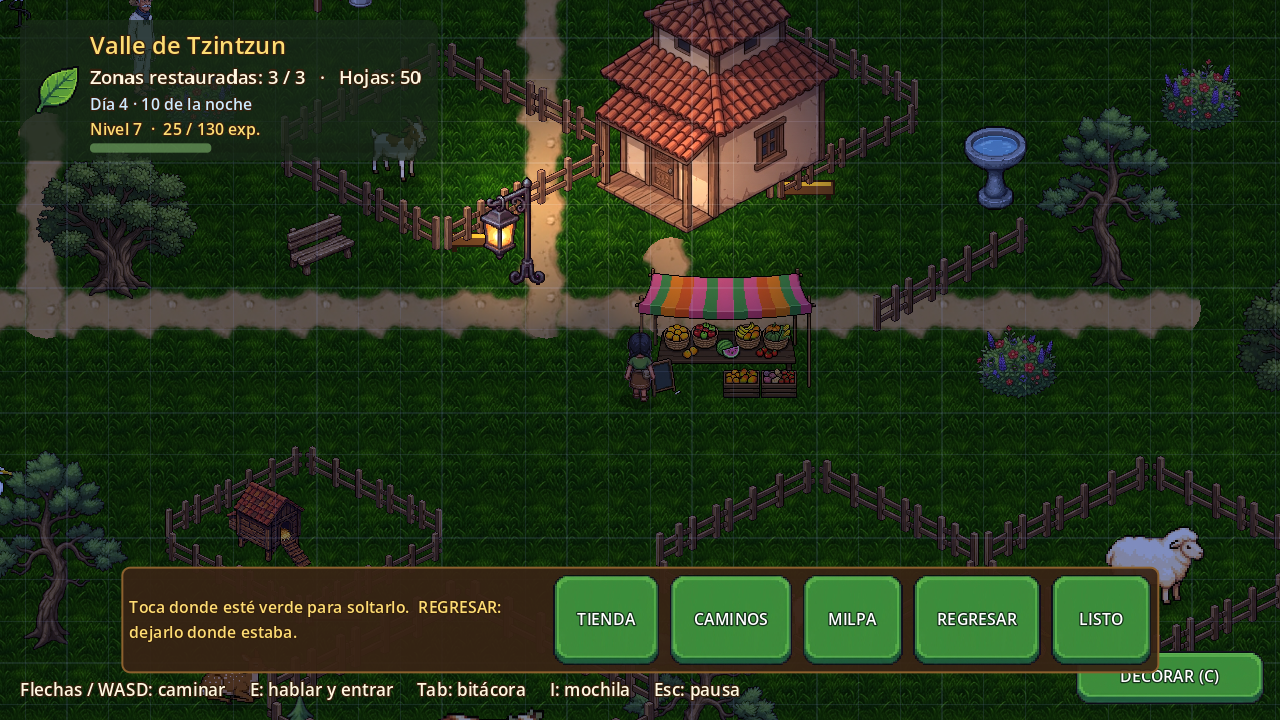 Valle de Tzintzun
Zonas restauradas: 3 / 3 · Hojas: 50
Día 4 · 10 de la noche
Nivel 7 · 25 / 130 exp.
Toca donde esté verde para soltarlo. REGRESAR:
dejarlo donde estaba.
TIENDA
CAMINOS
MILPA
REGRESAR
LISTO
DECORAR (C)
Flechas / WASD: caminar E: hablar y entrar Tab: bitácora I: mochila Esc: pausa